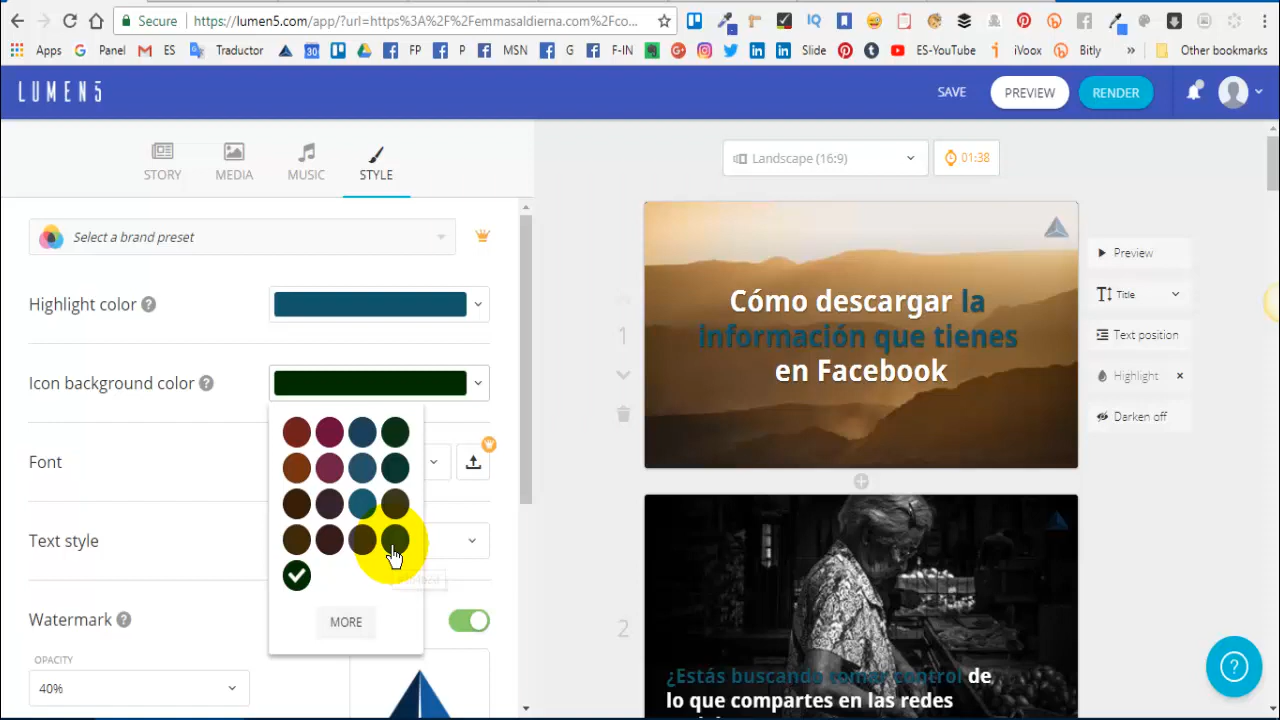 Secure
https://lumen5.com/app/?url=https%3A%2F%2Femmasaldierna.com%2Fco...
Apps
Panel
ES
Traductor
FP
P
MSN
G
F-IN
Slide
ES-YouTube
iVoox
Bitly
»
Other bookmarks
LUMEN5
SAVE
PREVIEW
RENDER
STORY
MEDIA
MUSIC
STYLE
Landscape (16:9)
01:38
Select a brand preset
Highlight color ?
Icon background color ?
Font
Text style
Watermark ?
OPACITY
40%
MORE
1
Cómo descargar la
información que tienes
en Facebook
Preview
Title
Text position
Highlight ×
Darken off
2
¿Estás buscando tomar control de
lo que compartes en las redes